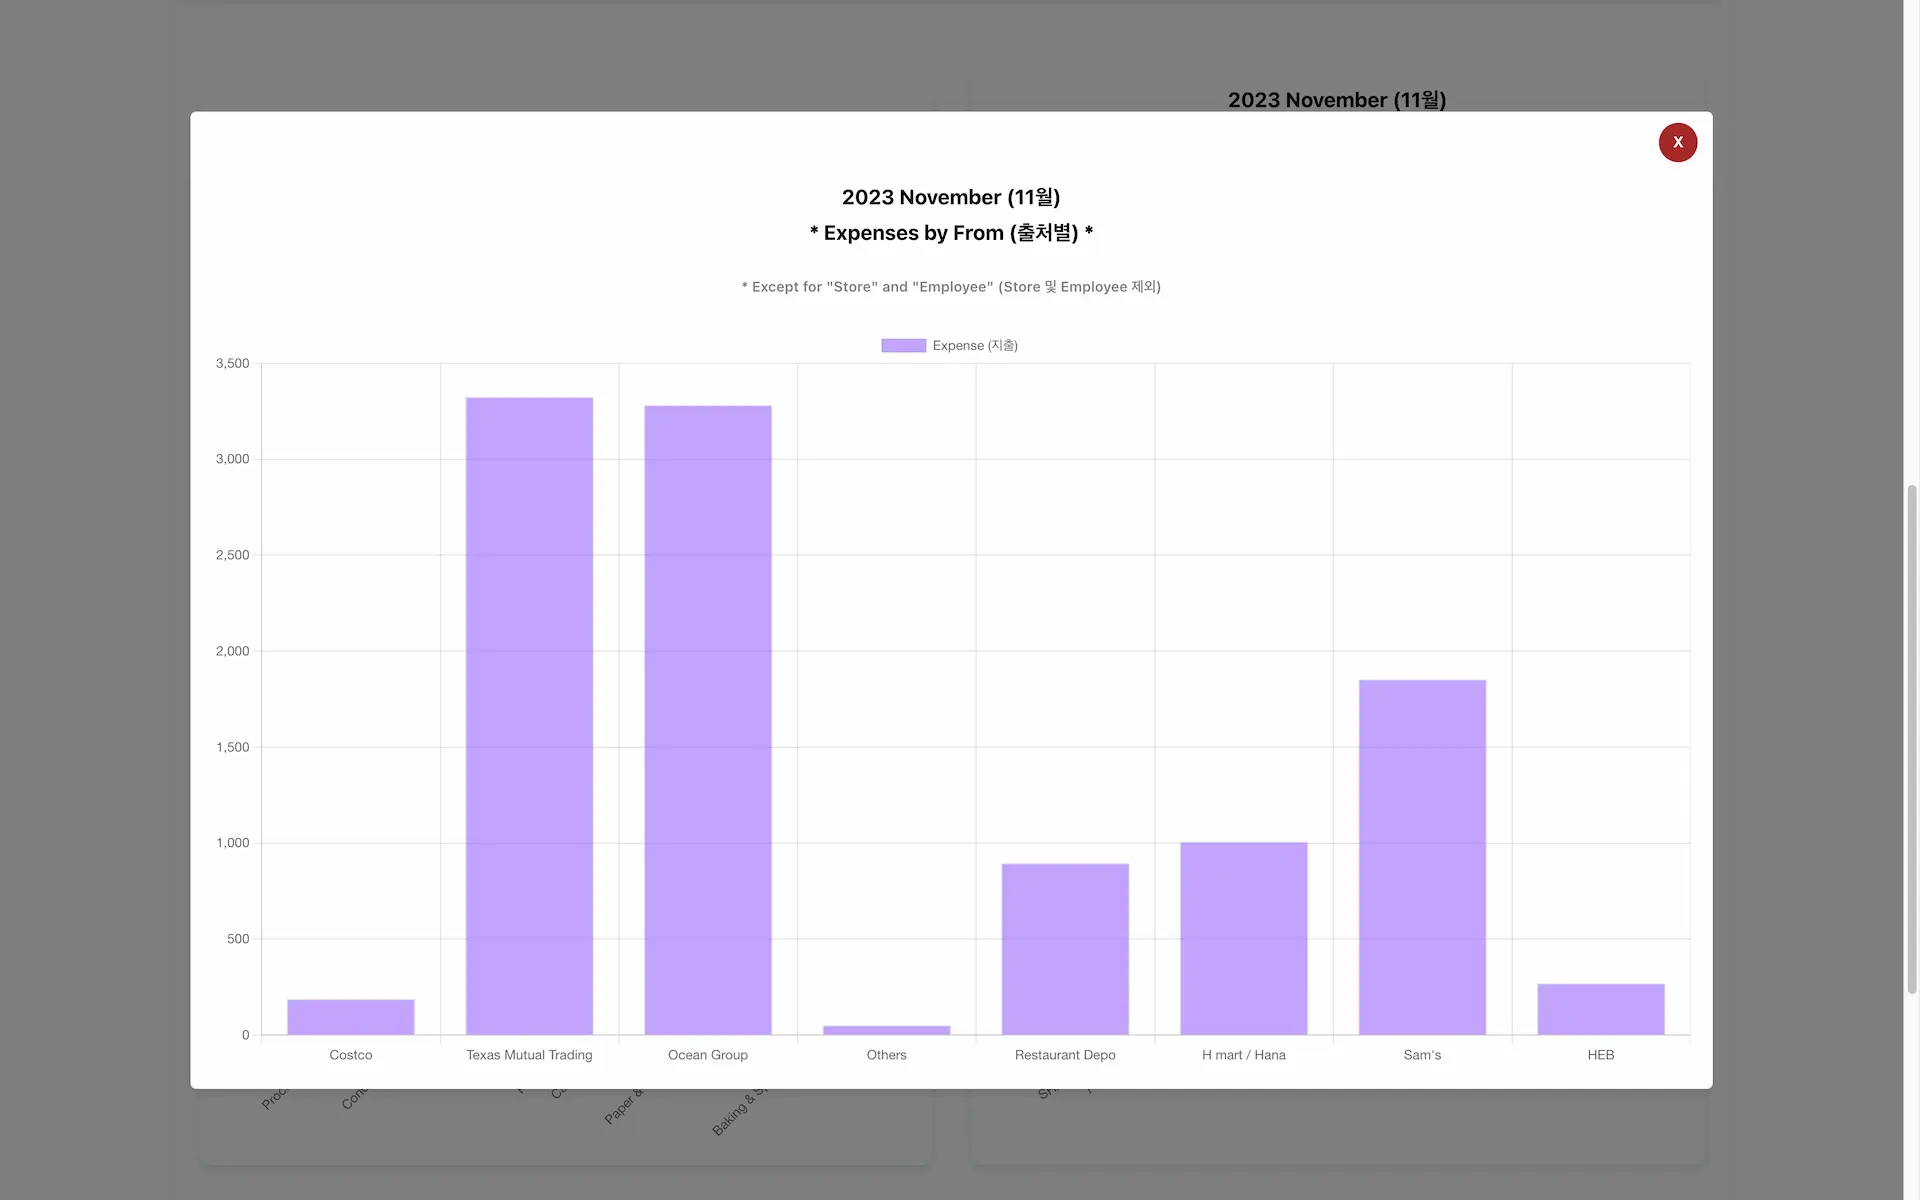 2023 November (11월)
X
2023 November (11월)
* Expenses by From (출처별) *
* Except for "Store" and "Employee" (Store 및 Employee 제외)
Expense (지출)
3,500
3,000
2,500
2,000
1,500
1,000
500
0
Costco
Texas Mutual Trading
Ocean Group
Others
Restaurant Depo
H mart / Hana
Sam's
HEB
Paper &
Baking &